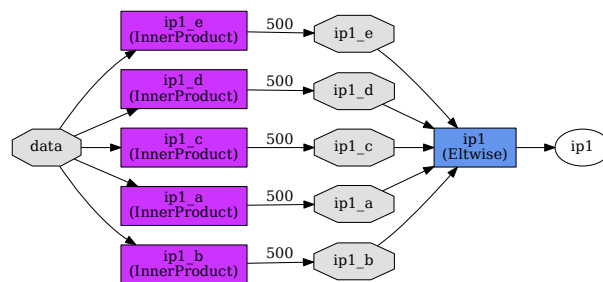 ip1_e
(InnerProduct)
500
ip1_e
ip1_d
(InnerProduct)
500
ip1_d
data
ip1_c
(InnerProduct)
500
ip1_c
ip1
(Eltwise)
ip1
ip1_a
(InnerProduct)
500
ip1_a
ip1_b
(InnerProduct)
500
ip1_b